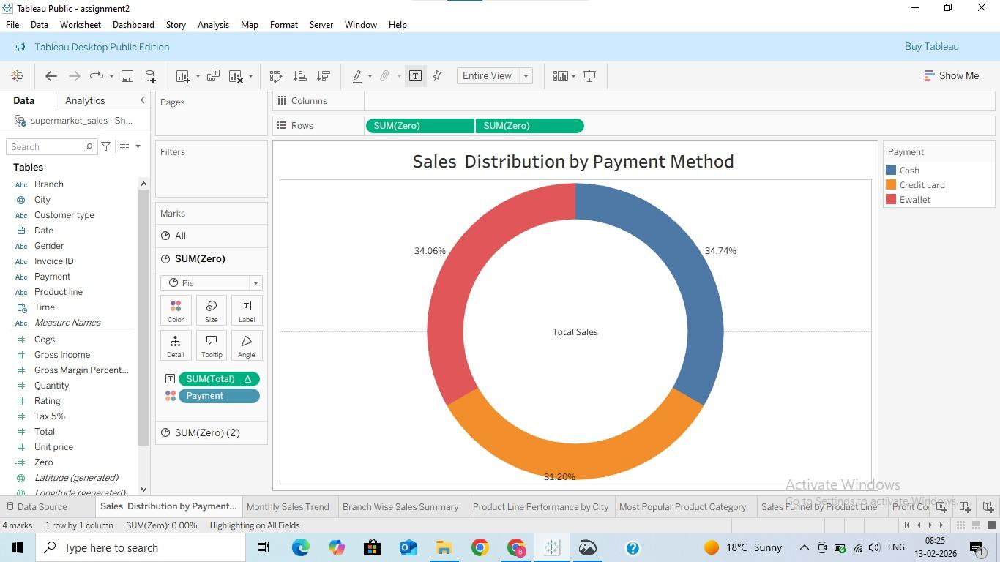 Tableau Public - assignment2
File Data Worksheet Dashboard Story Analysis Map Format Server Window Help
Tableau Desktop Public Edition
Buy Tableau
Entire View
Show Me
Data
Analytics
supermarket_sales - Sh...
Search
Tables
Abc Branch
City
Abc Customer type
Date
Abc Gender
Abc Invoice ID
Abc Payment
Abc Product line
Time
Abc Measure Names
Cogs
Gross Income
Gross Margin Percent...
Quantity
Rating
Tax 5%
Total
Unit price
Zero
Latitude (generated)
Longitude (generated)
Pages
Filters
Marks
All
SUM(Zero)
Pie
Color
Size
Label
Detail
Tooltip
Angle
SUM(Total) Δ
Payment
SUM(Zero) (2)
Columns
Rows
SUM(Zero)
SUM(Zero)
Sales Distribution by Payment Method
34.06%
34.74%
Total Sales
31.20%
Payment
Cash
Credit card
Ewallet
Activate Windows
Go to Settings to activate Windows.
Data Source
Sales Distribution by Payment...
Monthly Sales Trend
Branch Wise Sales Summary
Product Line Performance by City
Most Popular Product Category
Sales Funnel by Product Line
Profit Co
4 marks
1 row by 1 column
SUM(Zero): 0.00%
Highlighting on All Fields
Type here to search
18°C Sunny
ENG
08:25
13-02-2026
1